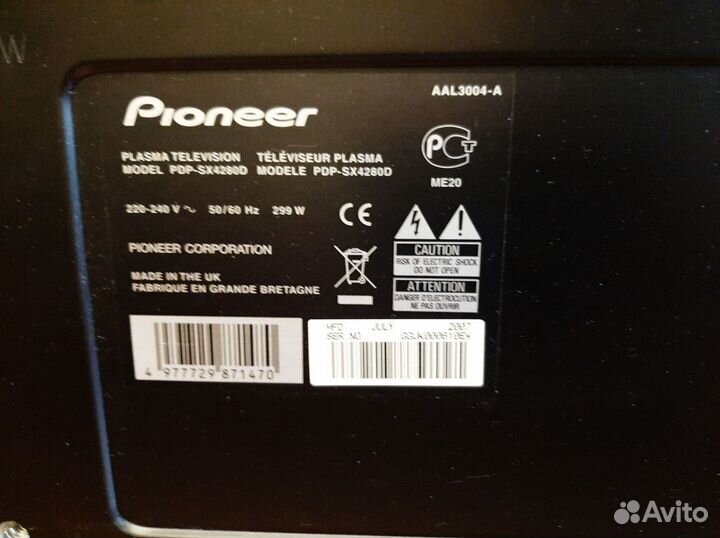 W
AAL3004-A
Pioneer
PLASMA TELEVISION TÉLÉVISEUR PLASMA
MODEL PDP-SX4280D MODELE PDP-SX4280D
ME20
220-240 V ~ 50/60 Hz 299 W
CE
PIONEER CORPORATION
CAUTION
RISK OF ELECTRIC SHOCK
DO NOT OPEN
MADE IN THE UK
FABRIQUE EN GRANDE BRETAGNE
ATTENTION
DANGER D'ELECTROCUTION
NE PAS OUVRIR
MFD JULY 2007
SER NO
4 977729 871470
Avito